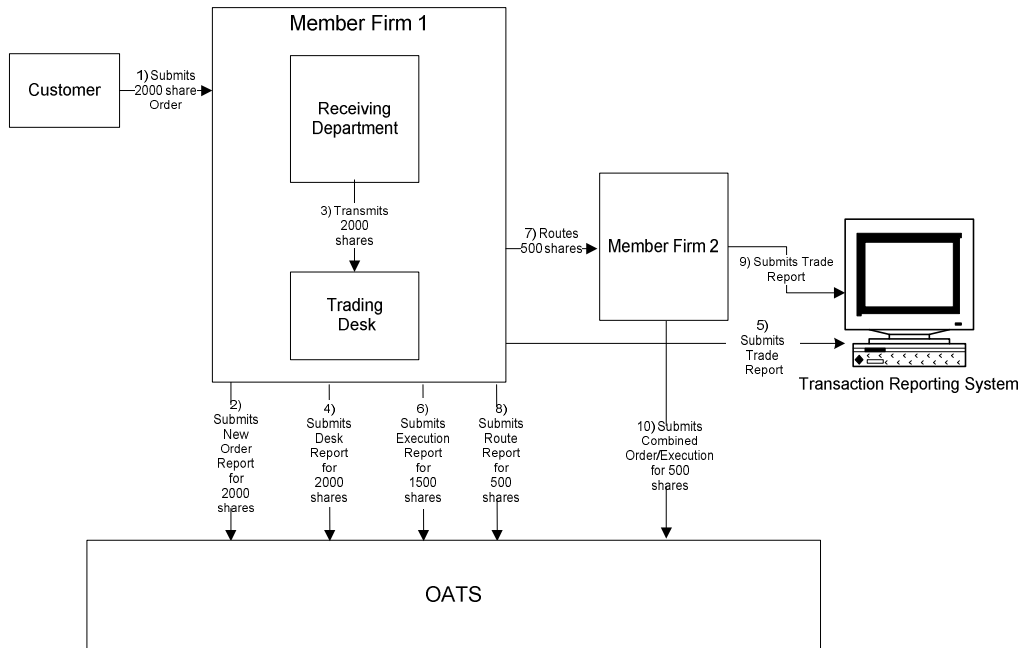 Member Firm 1
Customer
1) Submits
2000 share
Order
Receiving
Department
3) Transmits
2000
shares
Trading
Desk
7) Routes
500 shares
Member Firm 2
9) Submits Trade
Report
5)
Submits
Trade
Report
Transaction Reporting System
2)
Submits
New
Order
Report
for
2000
shares
4)
Submits
Desk
Report
for
2000
shares
6)
Submits
Execution
Report
for
1500
shares
8)
Submits
Route
Report
for
500
shares
10) Submits
Combined
Order/Execution
for 500
shares
OATS